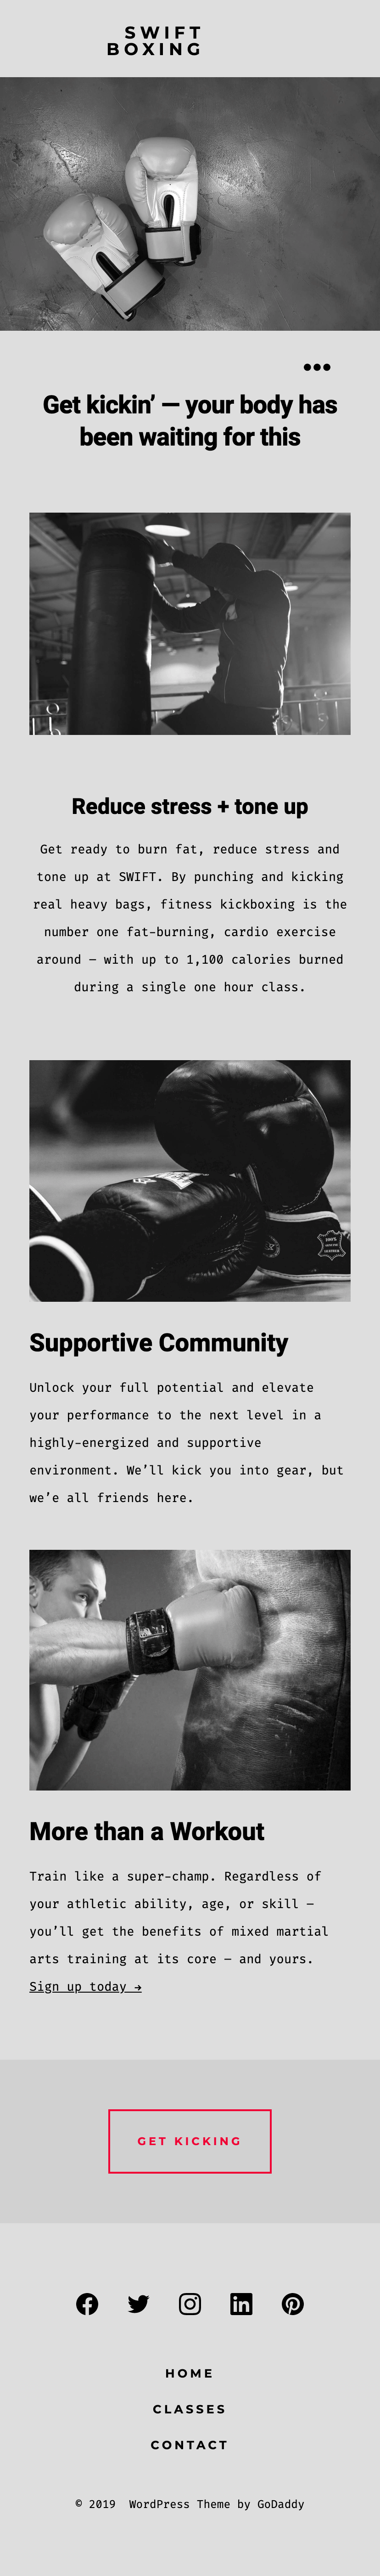 SWIFT
BOXING
Get kickin’ — your body has
been waiting for this
Reduce stress + tone up
Get ready to burn fat, reduce stress and
tone up at SWIFT. By punching and kicking
real heavy bags, fitness kickboxing is the
number one fat-burning, cardio exercise
around – with up to 1,100 calories burned
during a single one hour class.
100%
LEATHER
Supportive Community
Unlock your full potential and elevate
your performance to the next level in a
highly-energized and supportive
environment. We’ll kick you into gear, but
we’e all friends here.
More than a Workout
Train like a super-champ. Regardless of
your athletic ability, age, or skill –
you’ll get the benefits of mixed martial
arts training at its core – and yours.
Sign up today →
GET KICKING
HOME
CLASSES
CONTACT
© 2019 WordPress Theme by GoDaddy